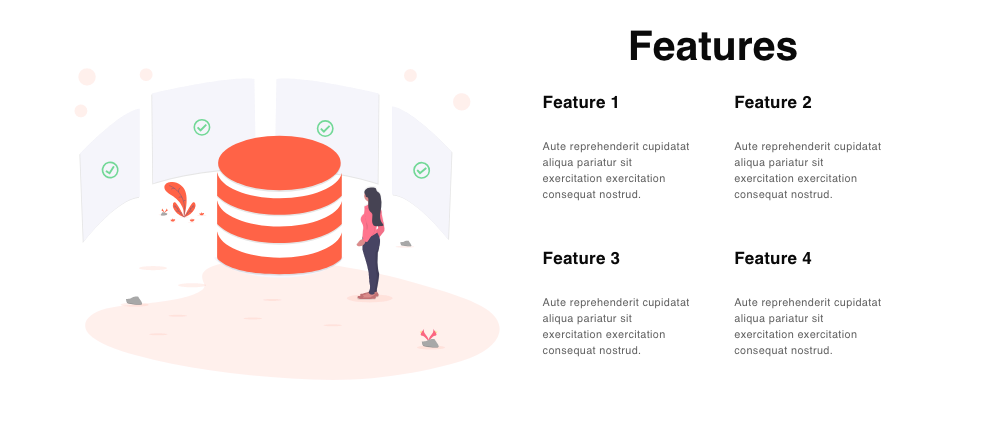 Features
Feature 1
Aute reprehenderit cupidatat
aliqua pariatur sit
exercitation exercitation
consequat nostrud.
Feature 2
Aute reprehenderit cupidatat
aliqua pariatur sit
exercitation exercitation
consequat nostrud.
Feature 3
Aute reprehenderit cupidatat
aliqua pariatur sit
exercitation exercitation
consequat nostrud.
Feature 4
Aute reprehenderit cupidatat
aliqua pariatur sit
exercitation exercitation
consequat nostrud.